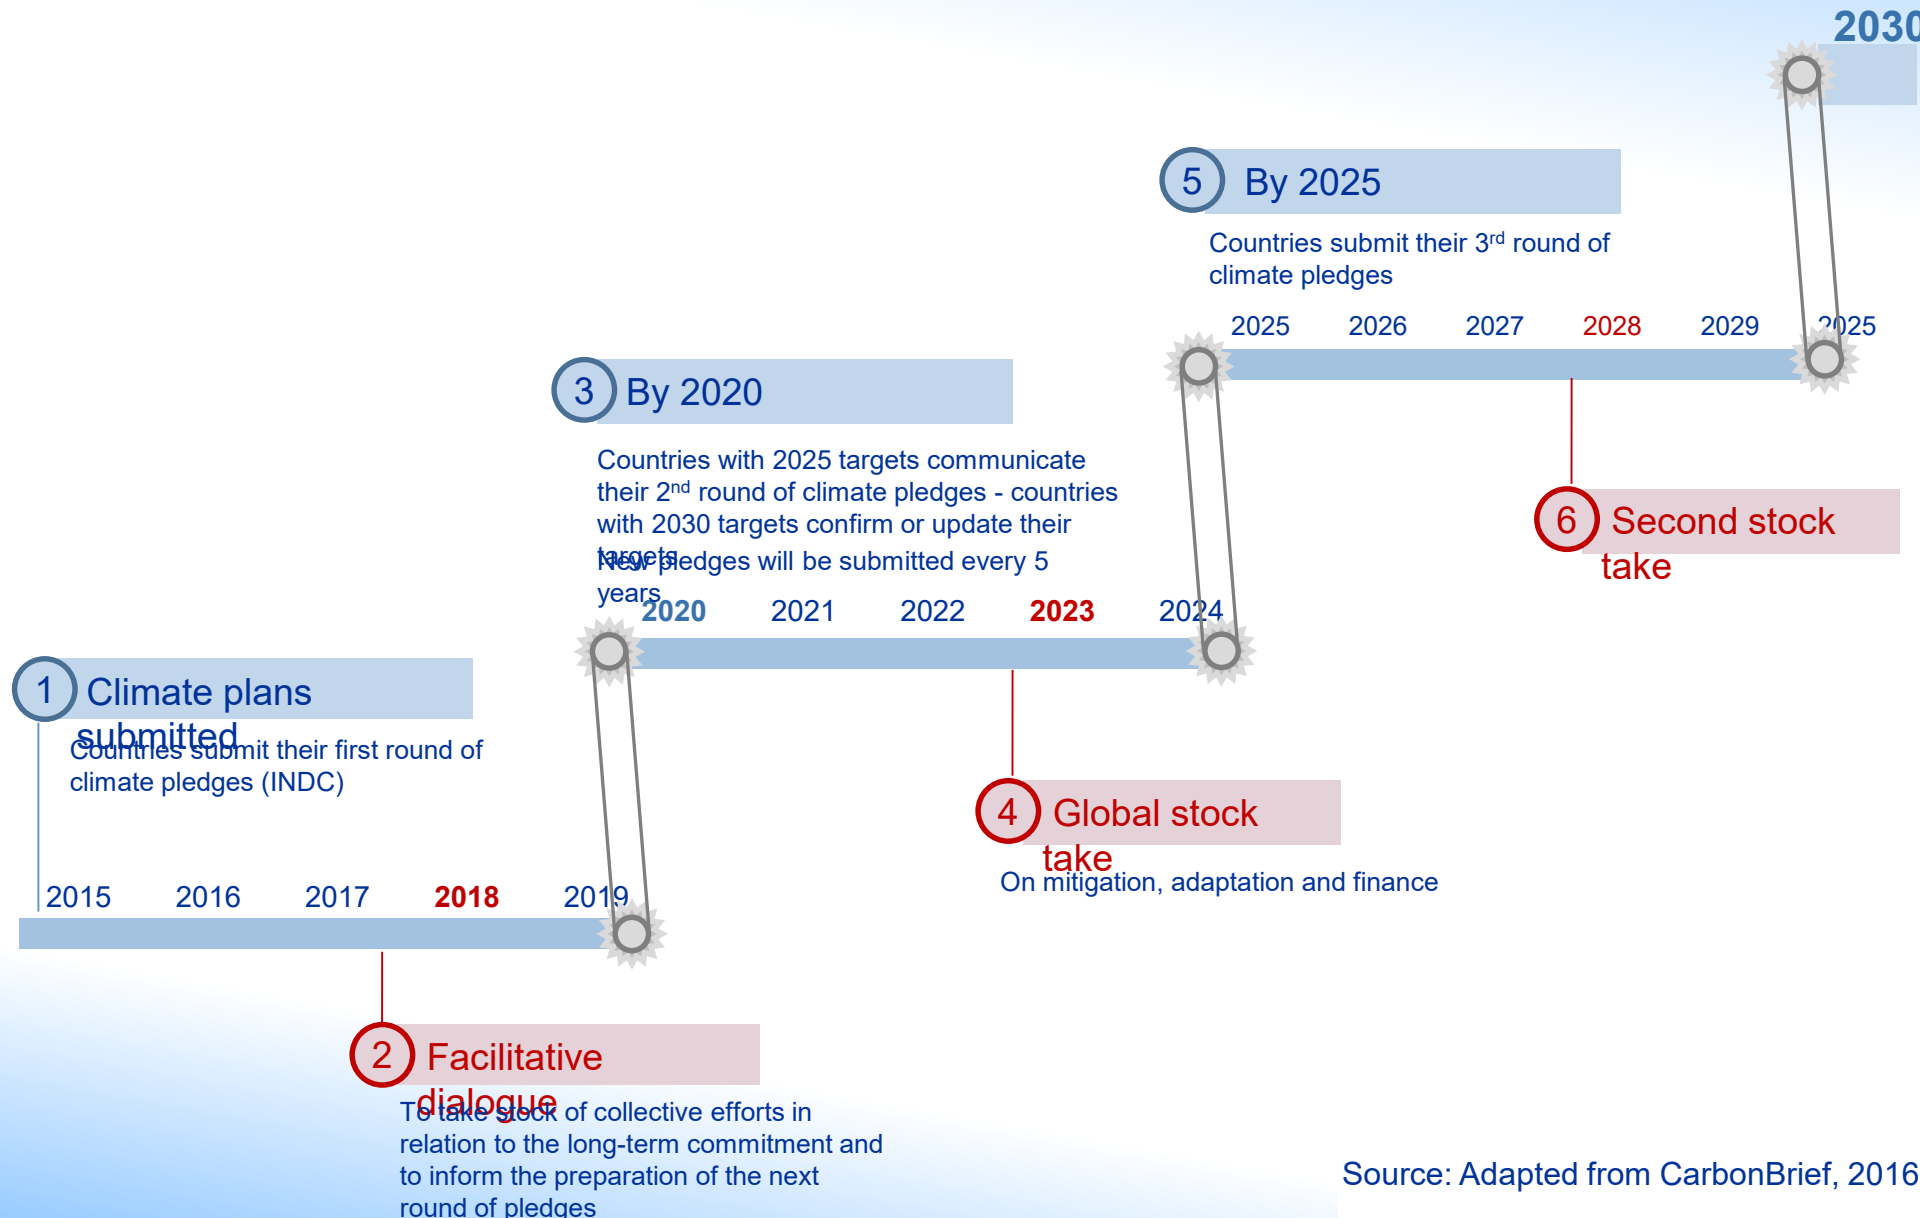 2030
5 By 2025
Countries submit their 3rd round of
climate pledges
2025 2026 2027 2028 2029 2025
3 By 2020
Countries with 2025 targets communicate
their 2nd round of climate pledges - countries
with 2030 targets confirm or update their
targets
New pledges will be submitted every 5
years
6 Second stock
take
2020 2021 2022 2023 2024
1 Climate plans
submitted
Countries submit their first round of
climate pledges (INDC)
4 Global stock
take
On mitigation, adaptation and finance
2015 2016 2017 2018 2019
2 Facilitative
dialogue
To take stock of collective efforts in
relation to the long-term commitment and
to inform the preparation of the next
round of pledges
Source: Adapted from CarbonBrief, 2016